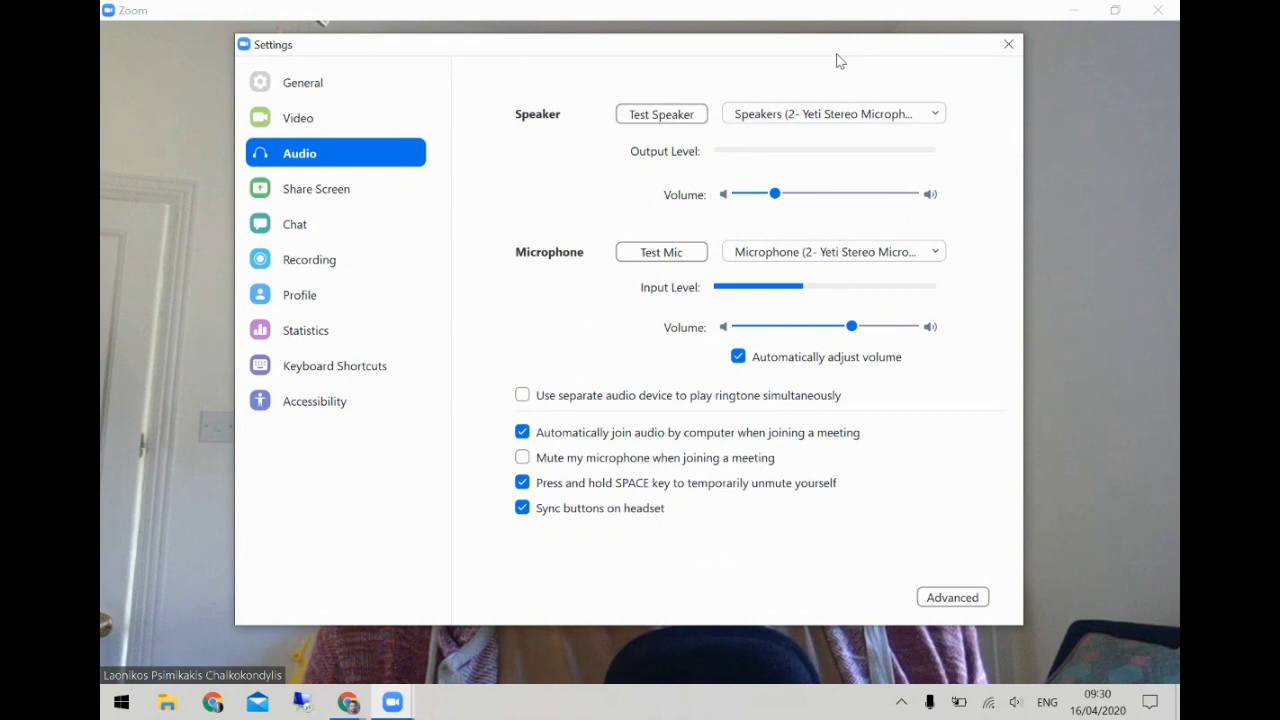 Zoom
Settings
General
Video
Audio
Share Screen
Chat
Recording
Profile
Statistics
Keyboard Shortcuts
Accessibility
Speaker
Test Speaker
Speakers (2- Yeti Stereo Microph...
Output Level:
Volume:
Microphone
Test Mic
Microphone (2- Yeti Stereo Micro...
Input Level:
Volume:
Automatically adjust volume
Use separate audio device to play ringtone simultaneously
Automatically join audio by computer when joining a meeting
Mute my microphone when joining a meeting
Press and hold SPACE key to temporarily unmute yourself
Sync buttons on headset
Advanced
Laonikos Psimikakis Chalkokondylis
ENG
09:30
16/04/2020